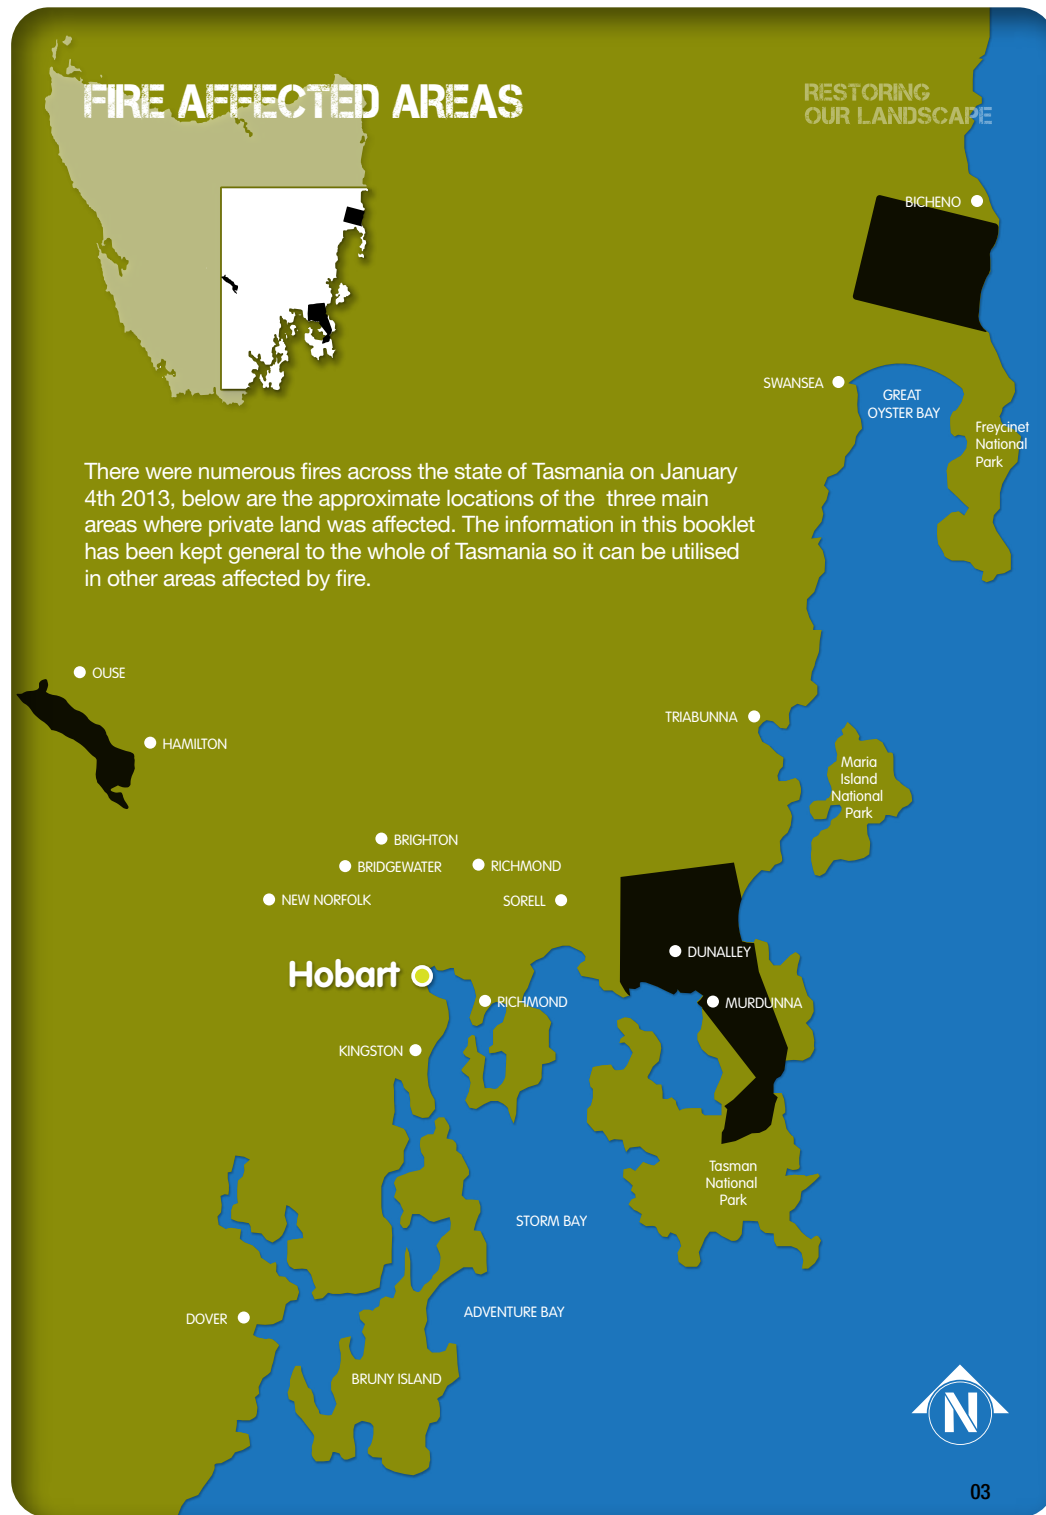 FIRE AFFECTED AREAS
RESTORING
OUR LANDSCAPE
BICHENO
SWANSEA
GREAT
OYSTER BAY
Freycinet
National
Park
There were numerous fires across the state of Tasmania on January
4th 2013, below are the approximate locations of the three main
areas where private land was affected. The information in this booklet
has been kept general to the whole of Tasmania so it can be utilised
in other areas affected by fire.
OUSE
HAMILTON
TRIABUNNA
Maria
Island
National
Park
BRIGHTON
BRIDGEWATER
RICHMOND
NEW NORFOLK
SORELL
DUNALLEY
Hobart
RICHMOND
MURDUNNA
KINGSTON
Tasman
National
Park
STORM BAY
ADVENTURE BAY
DOVER
BRUNY ISLAND
N
03